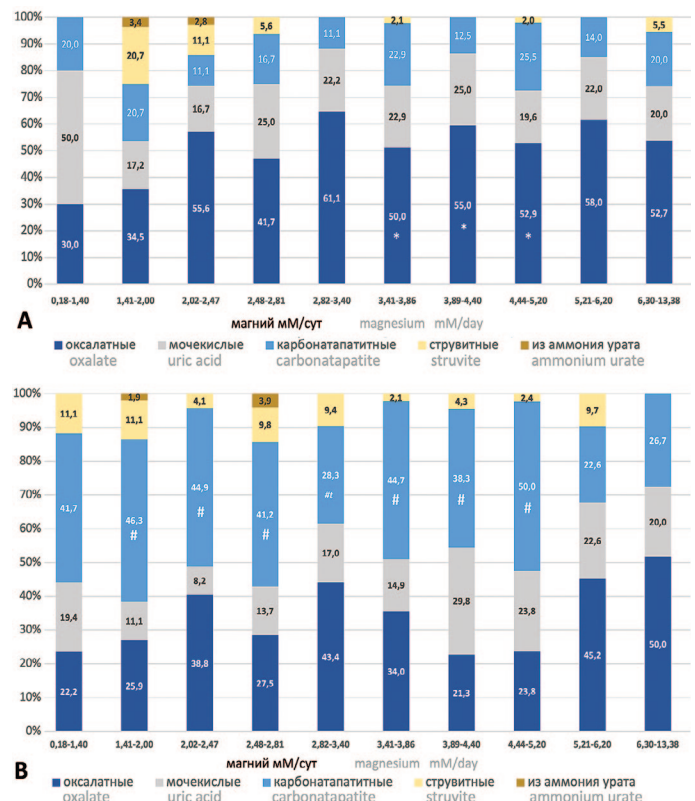 100%
90%
80%
70%
60%
50%
40%
30%
20%
10%
0%
3,4 2,8 5,6 2,1 2,0 5,5
20,0 20,7 11,1 16,7 11,1 22,9 12,5 25,5 14,0 20,0
50,0 20,7 11,1 25,0 22,2 22,9 25,0 19,6 22,0 20,0
17,2 16,7
30,0 34,5 55,6 41,7 61,1 50,0 55,0 52,9 58,0 52,7
* * *
0,18-1,40 1,41-2,00 2,02-2,47 2,48-2,81 2,82-3,40 3,41-3,86 3,89-4,40 4,44-5,20 5,21-6,20 6,30-13,38
A магний мМ/сут magnesium mM/day
оксалатные мочекислые карбонатапатитные струвитные из аммония урата
oxalate uric acid carbonatapatitite struvite ammonium urate
100%
90%
80%
70%
60%
50%
40%
30%
20%
10%
0%
11,1 1,9 4,1 3,9 9,4 2,1 4,3 2,4 9,7 26,7
11,1 9,8
41,7 46,3 44,9 41,2 28,3 44,7 38,3 50,0 22,6
# # # #t # # #
19,4 11,1 8,2 13,7 17,0 14,9 29,8 23,8 22,6 20,0
22,2 25,9 38,8 27,5 43,4 34,0 21,3 23,8 45,2 50,0
0,18-1,40 1,41-2,00 2,02-2,47 2,48-2,81 2,82-3,40 3,41-3,86 3,89-4,40 4,44-5,20 5,21-6,20 6,30-13,38
B магний мМ/сут magnesium mM/day
оксалатные мочекислые карбонатапатитные струвитные из аммония урата
oxalate uric acid carbonatapatitite struvite ammonium urate